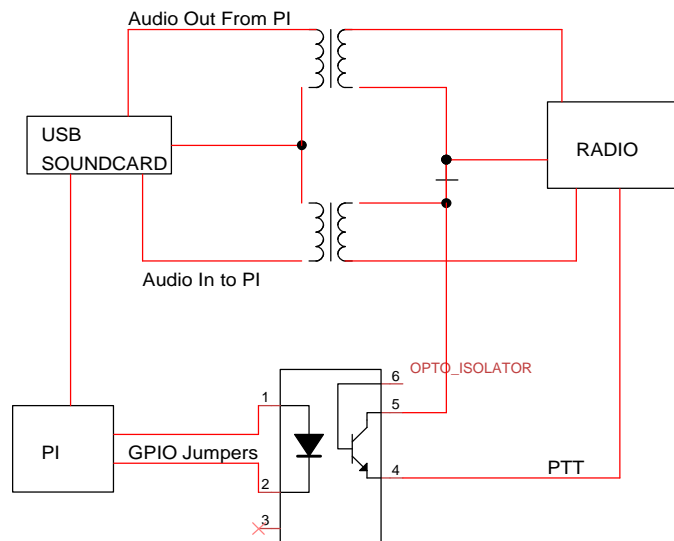 Audio Out From PI
USB
SOUNDCARD
RADIO
Audio In to PI
OPTO_ISOLATOR
6
1
5
PI
GPIO Jumpers
4
PTT
2
3